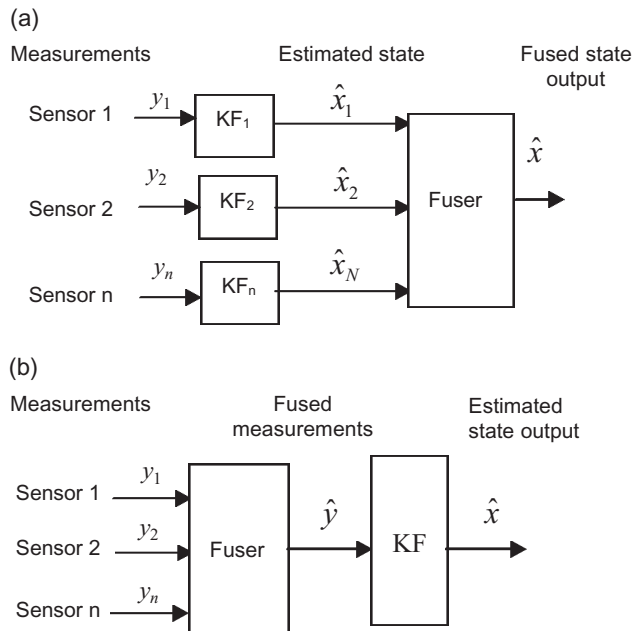 (a)
Measurements Estimated state Fused state output
Sensor 1 y₁ KF₁ x̂₁
Sensor 2 y₂ KF₂ x̂₂ Fuser x̂
Sensor n yₙ KFₙ x̂_N
(b)
Measurements Fused measurements Estimated state output
Sensor 1 y₁
Sensor 2 y₂ Fuser ŷ KF x̂
Sensor n yₙ